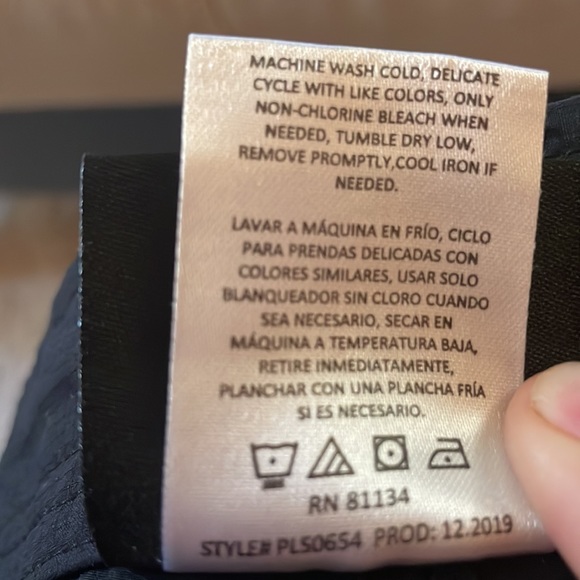 MACHINE WASH COLD, DELICATE
CYCLE WITH LIKE COLORS, ONLY
NON-CHLORINE BLEACH WHEN
NEEDED, TUMBLE DRY LOW,
REMOVE PROMPTLY,COOL IRON IF
NEEDED.
LAVAR A MÁQUINA EN FRÍO, CICLO
PARA PRENDAS DELICADAS CON
COLORES SIMILARES, USAR SOLO
BLANQUEADOR SIN CLORO CUANDO
SEA NECESARIO, SECAR EN
MÁQUINA A TEMPERATURA BAJA,
RETIRE INMEDIATAMENTE,
PLANCHAR CON UNA PLANCHA FRÍA
SI ES NECESARIO.
RN 81134
STYLE# PLS0654 PROD: 12.2019